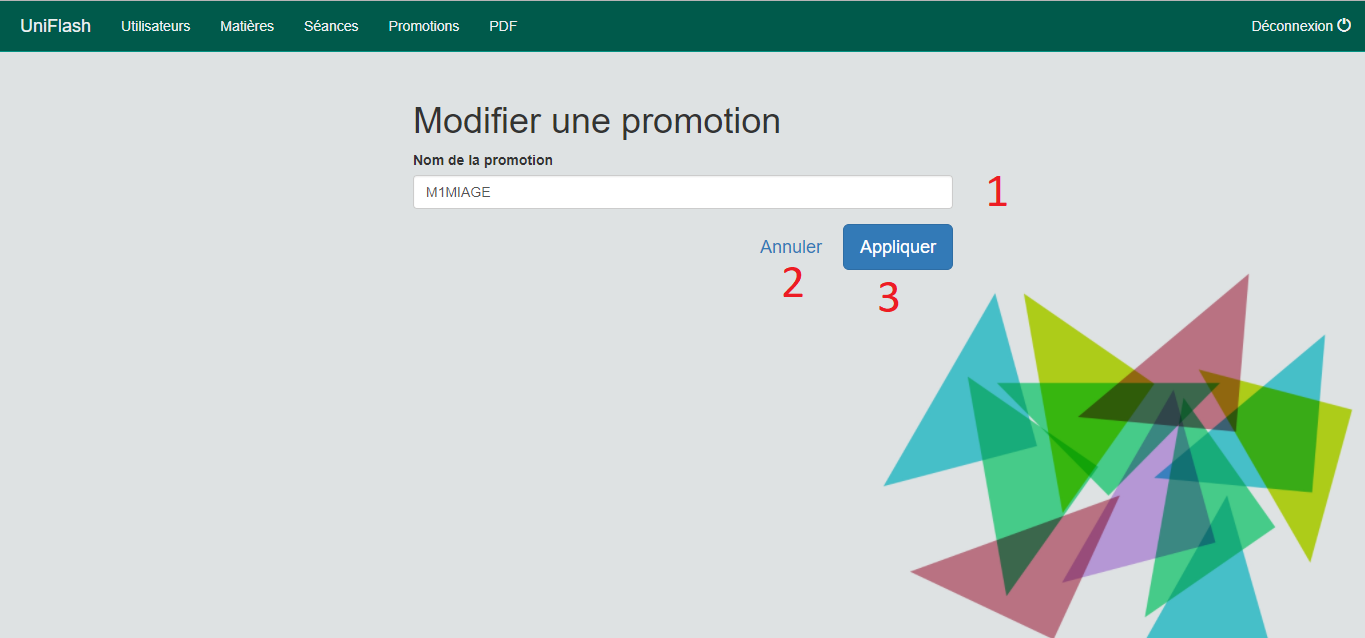 UniFlash Utilisateurs Matières Séances Promotions PDF Déconnexion
Modifier une promotion
Nom de la promotion
M1MIAGE
1
Annuler Appliquer
2
3